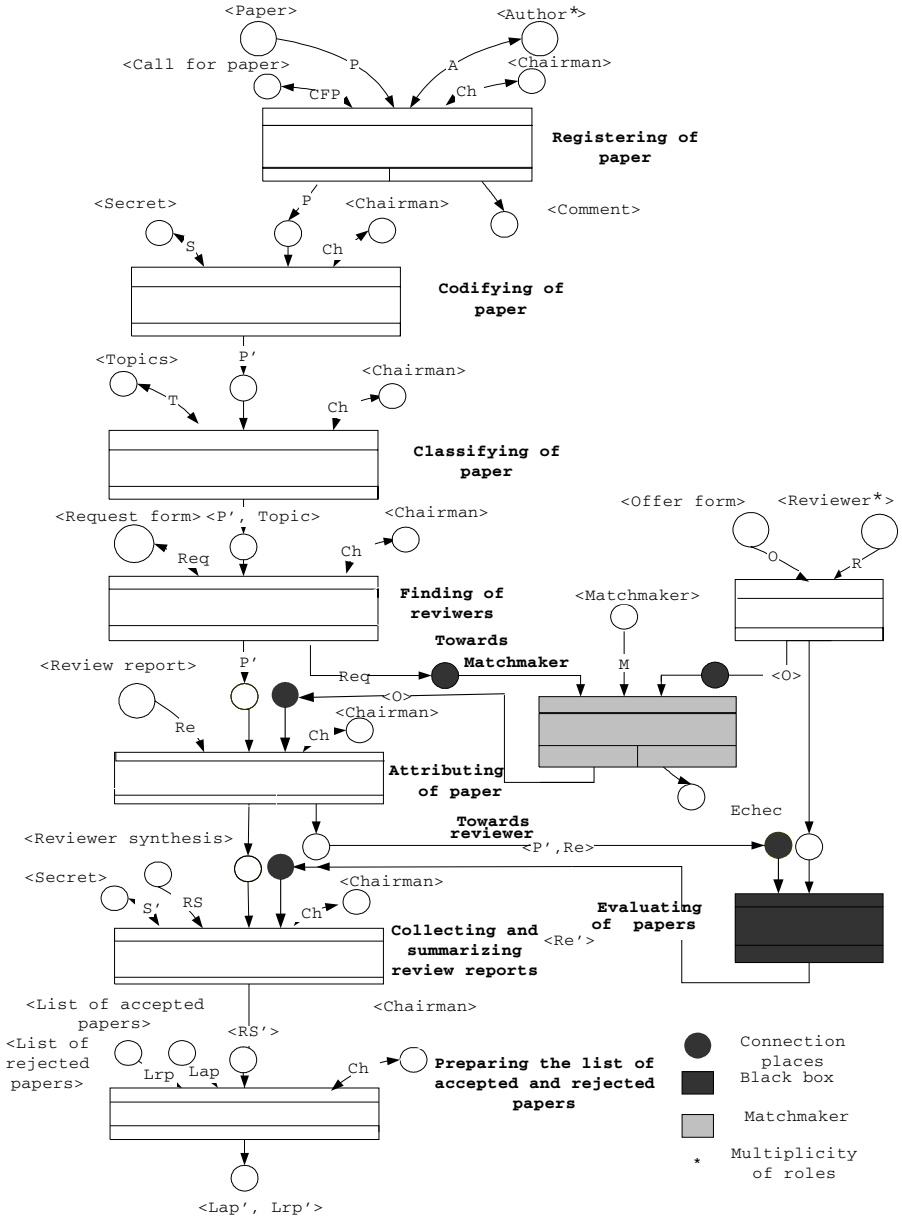 <Paper>
<Author*>
<Call for paper>
P
A
<Chairman>
CFP
Ch
Registering of
paper
P
<Secret>
<Chairman>
<Comment>
S
Ch
Codifying of
paper
P’
<Topics>
<Chairman>
T
Ch
Classifying of
paper
<Request form>
<P’, Topic>
<Chairman>
<Offer form>
<Reviewer*>
Req
Ch
O
R
Finding of
reviwers
<Matchmaker>
Towards
Matchmaker
<Review report>
P’
Req
M
<O>
<O>
<Chairman>
Re
Ch
Attributing
of paper
Echec
<Reviewer synthesis>
Towards
reviewer
<P’,Re>
<Secret>
<Chairman>
S’
RS
Ch
Evaluating
of papers
Collecting and
summarizing
review reports
<Re’>
<List of accepted
papers>
<Chairman>
<RS’>
<List of
rejected
papers>
Lrp
Lap
Ch
Preparing the list of
accepted and rejected
papers
Connection
places
Black box
Matchmaker
*
Multiplicity
of roles
<Lap’, Lrp’>